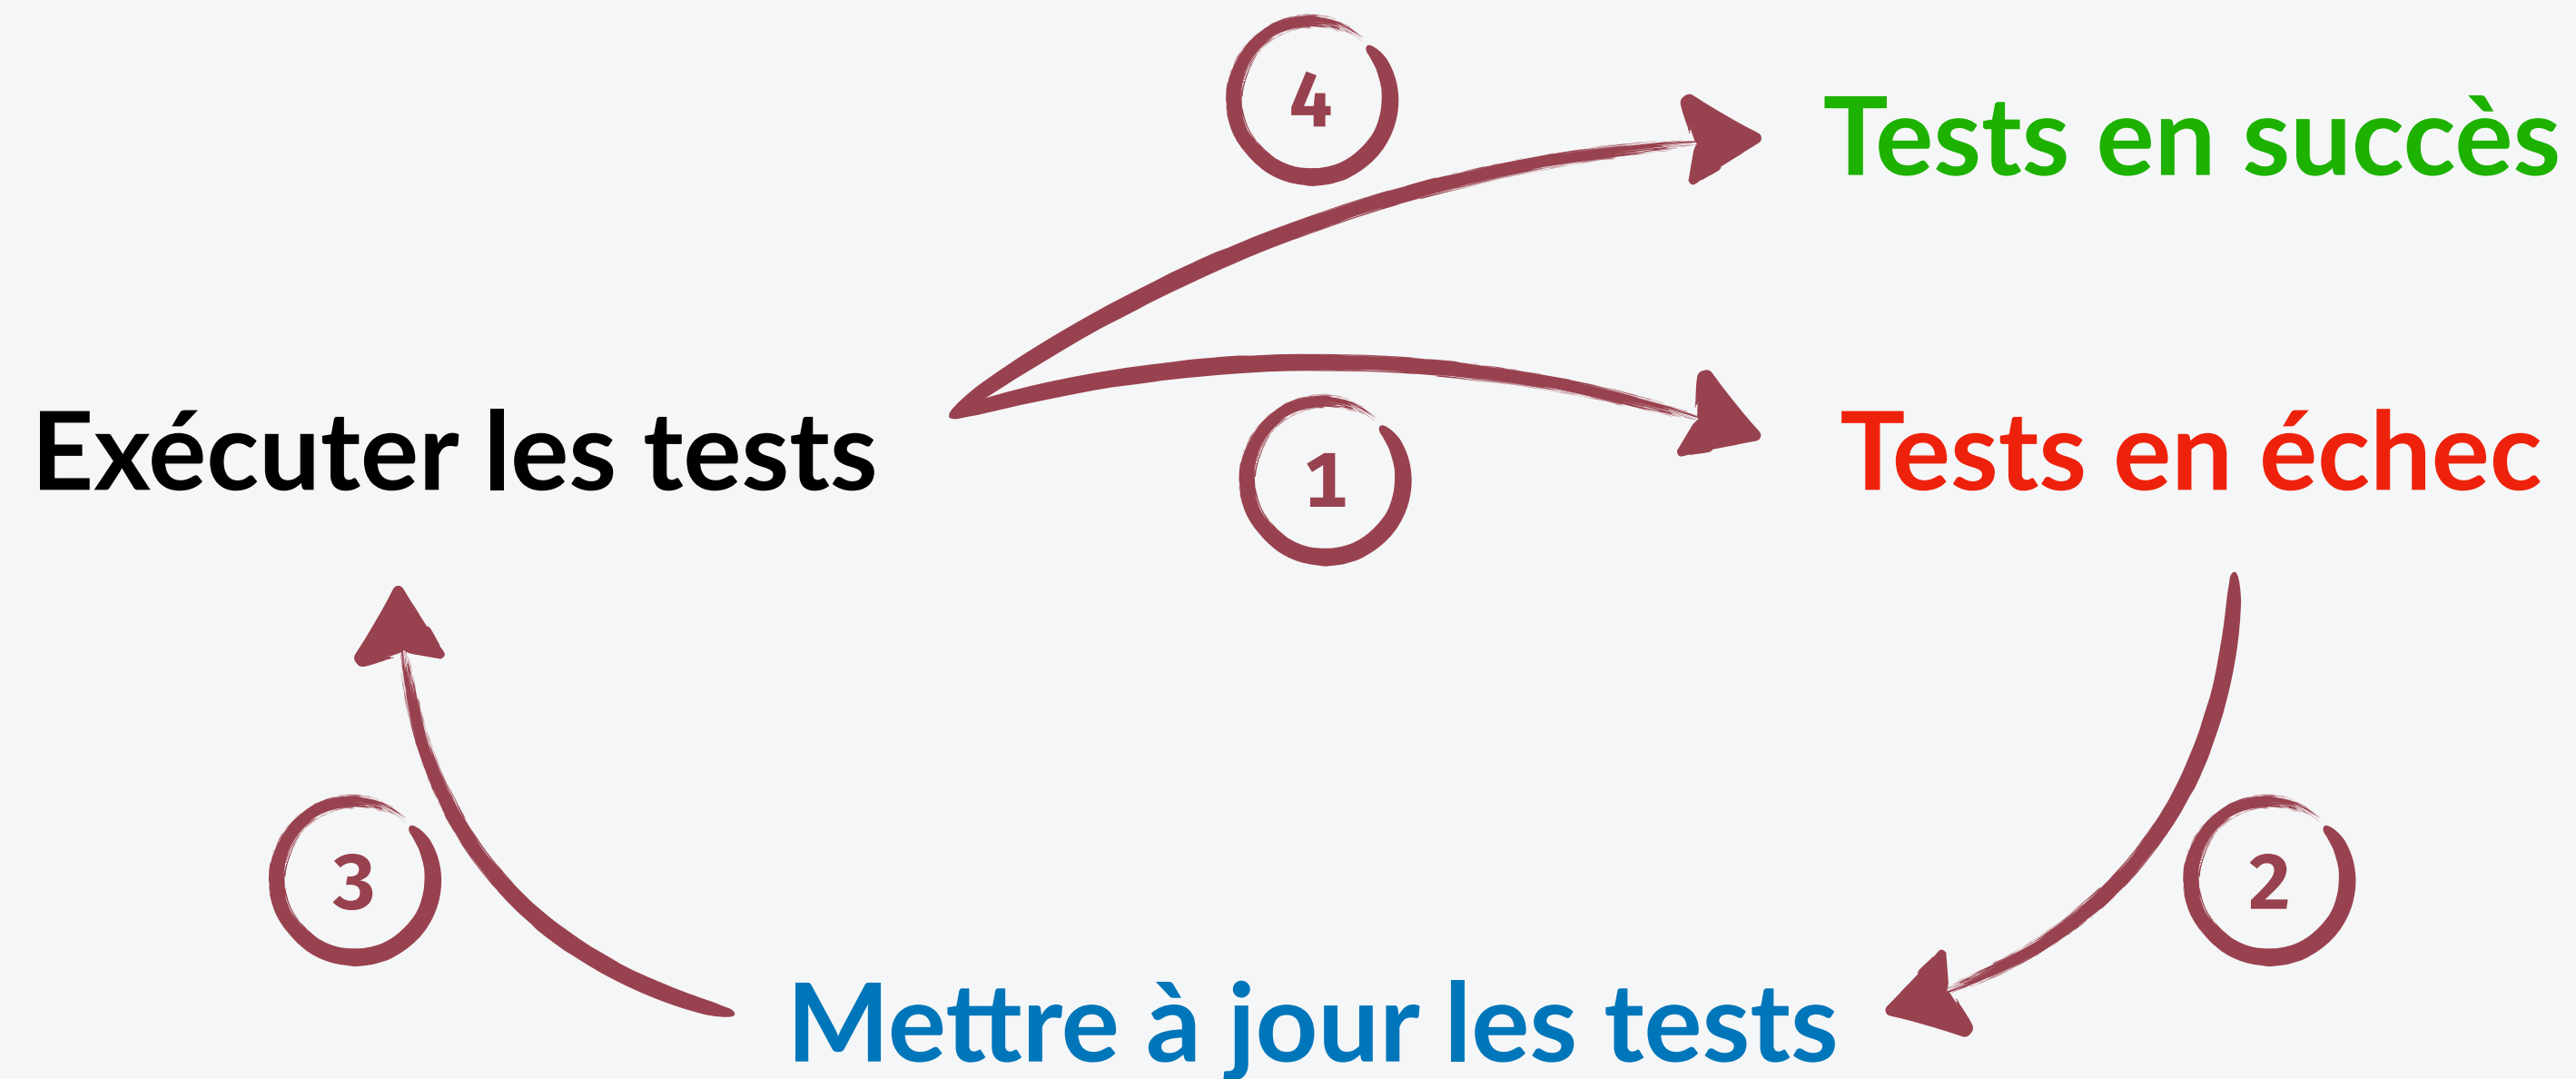 4
Tests en succès
Exécuter les tests
1
Tests en échec
3
2
Mettre à jour les tests